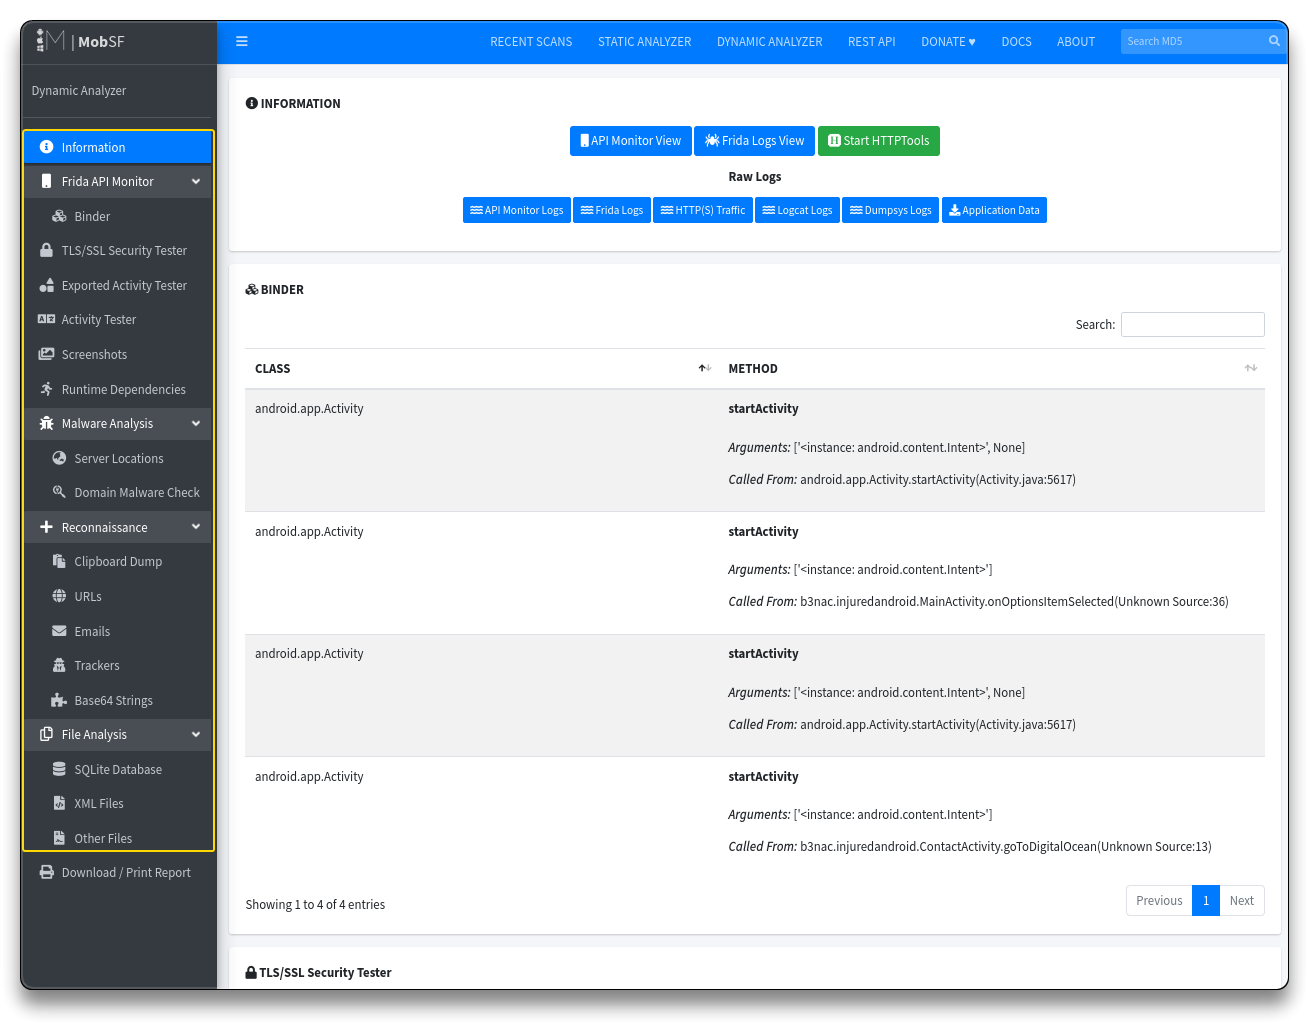 | MobSF
RECENT SCANS STATIC ANALYZER DYNAMIC ANALYZER REST API DONATE ♥ DOCS ABOUT Search MD5
Dynamic Analyzer
Information
Frida API Monitor
Binder
TLS/SSL Security Tester
Exported Activity Tester
Activity Tester
Screenshots
Runtime Dependencies
Malware Analysis
Server Locations
Domain Malware Check
Reconnaissance
Clipboard Dump
URLs
Emails
Trackers
Base64 Strings
File Analysis
SQLite Database
XML Files
Other Files
Download / Print Report
INFORMATION
API Monitor View Frida Logs View Start HTTPTools
Raw Logs
API Monitor Logs Frida Logs HTTP(S) Traffic Logcat Logs Dumpsys Logs Application Data
BINDER
Search:
CLASS METHOD
android.app.Activity startActivity
Arguments: ['<instance: android.content.Intent>', None]
Called From: android.app.Activity.startActivity(Activity.java:5617)
android.app.Activity startActivity
Arguments: ['<instance: android.content.Intent>']
Called From: b3nac.injuredandroid.MainActivity.onOptionsItemSelected(Unknown Source:36)
android.app.Activity startActivity
Arguments: ['<instance: android.content.Intent>', None]
Called From: android.app.Activity.startActivity(Activity.java:5617)
android.app.Activity startActivity
Arguments: ['<instance: android.content.Intent>']
Called From: b3nac.injuredandroid.ContactActivity.goToDigitalOcean(Unknown Source:13)
Showing 1 to 4 of 4 entries Previous 1 Next
TLS/SSL Security Tester